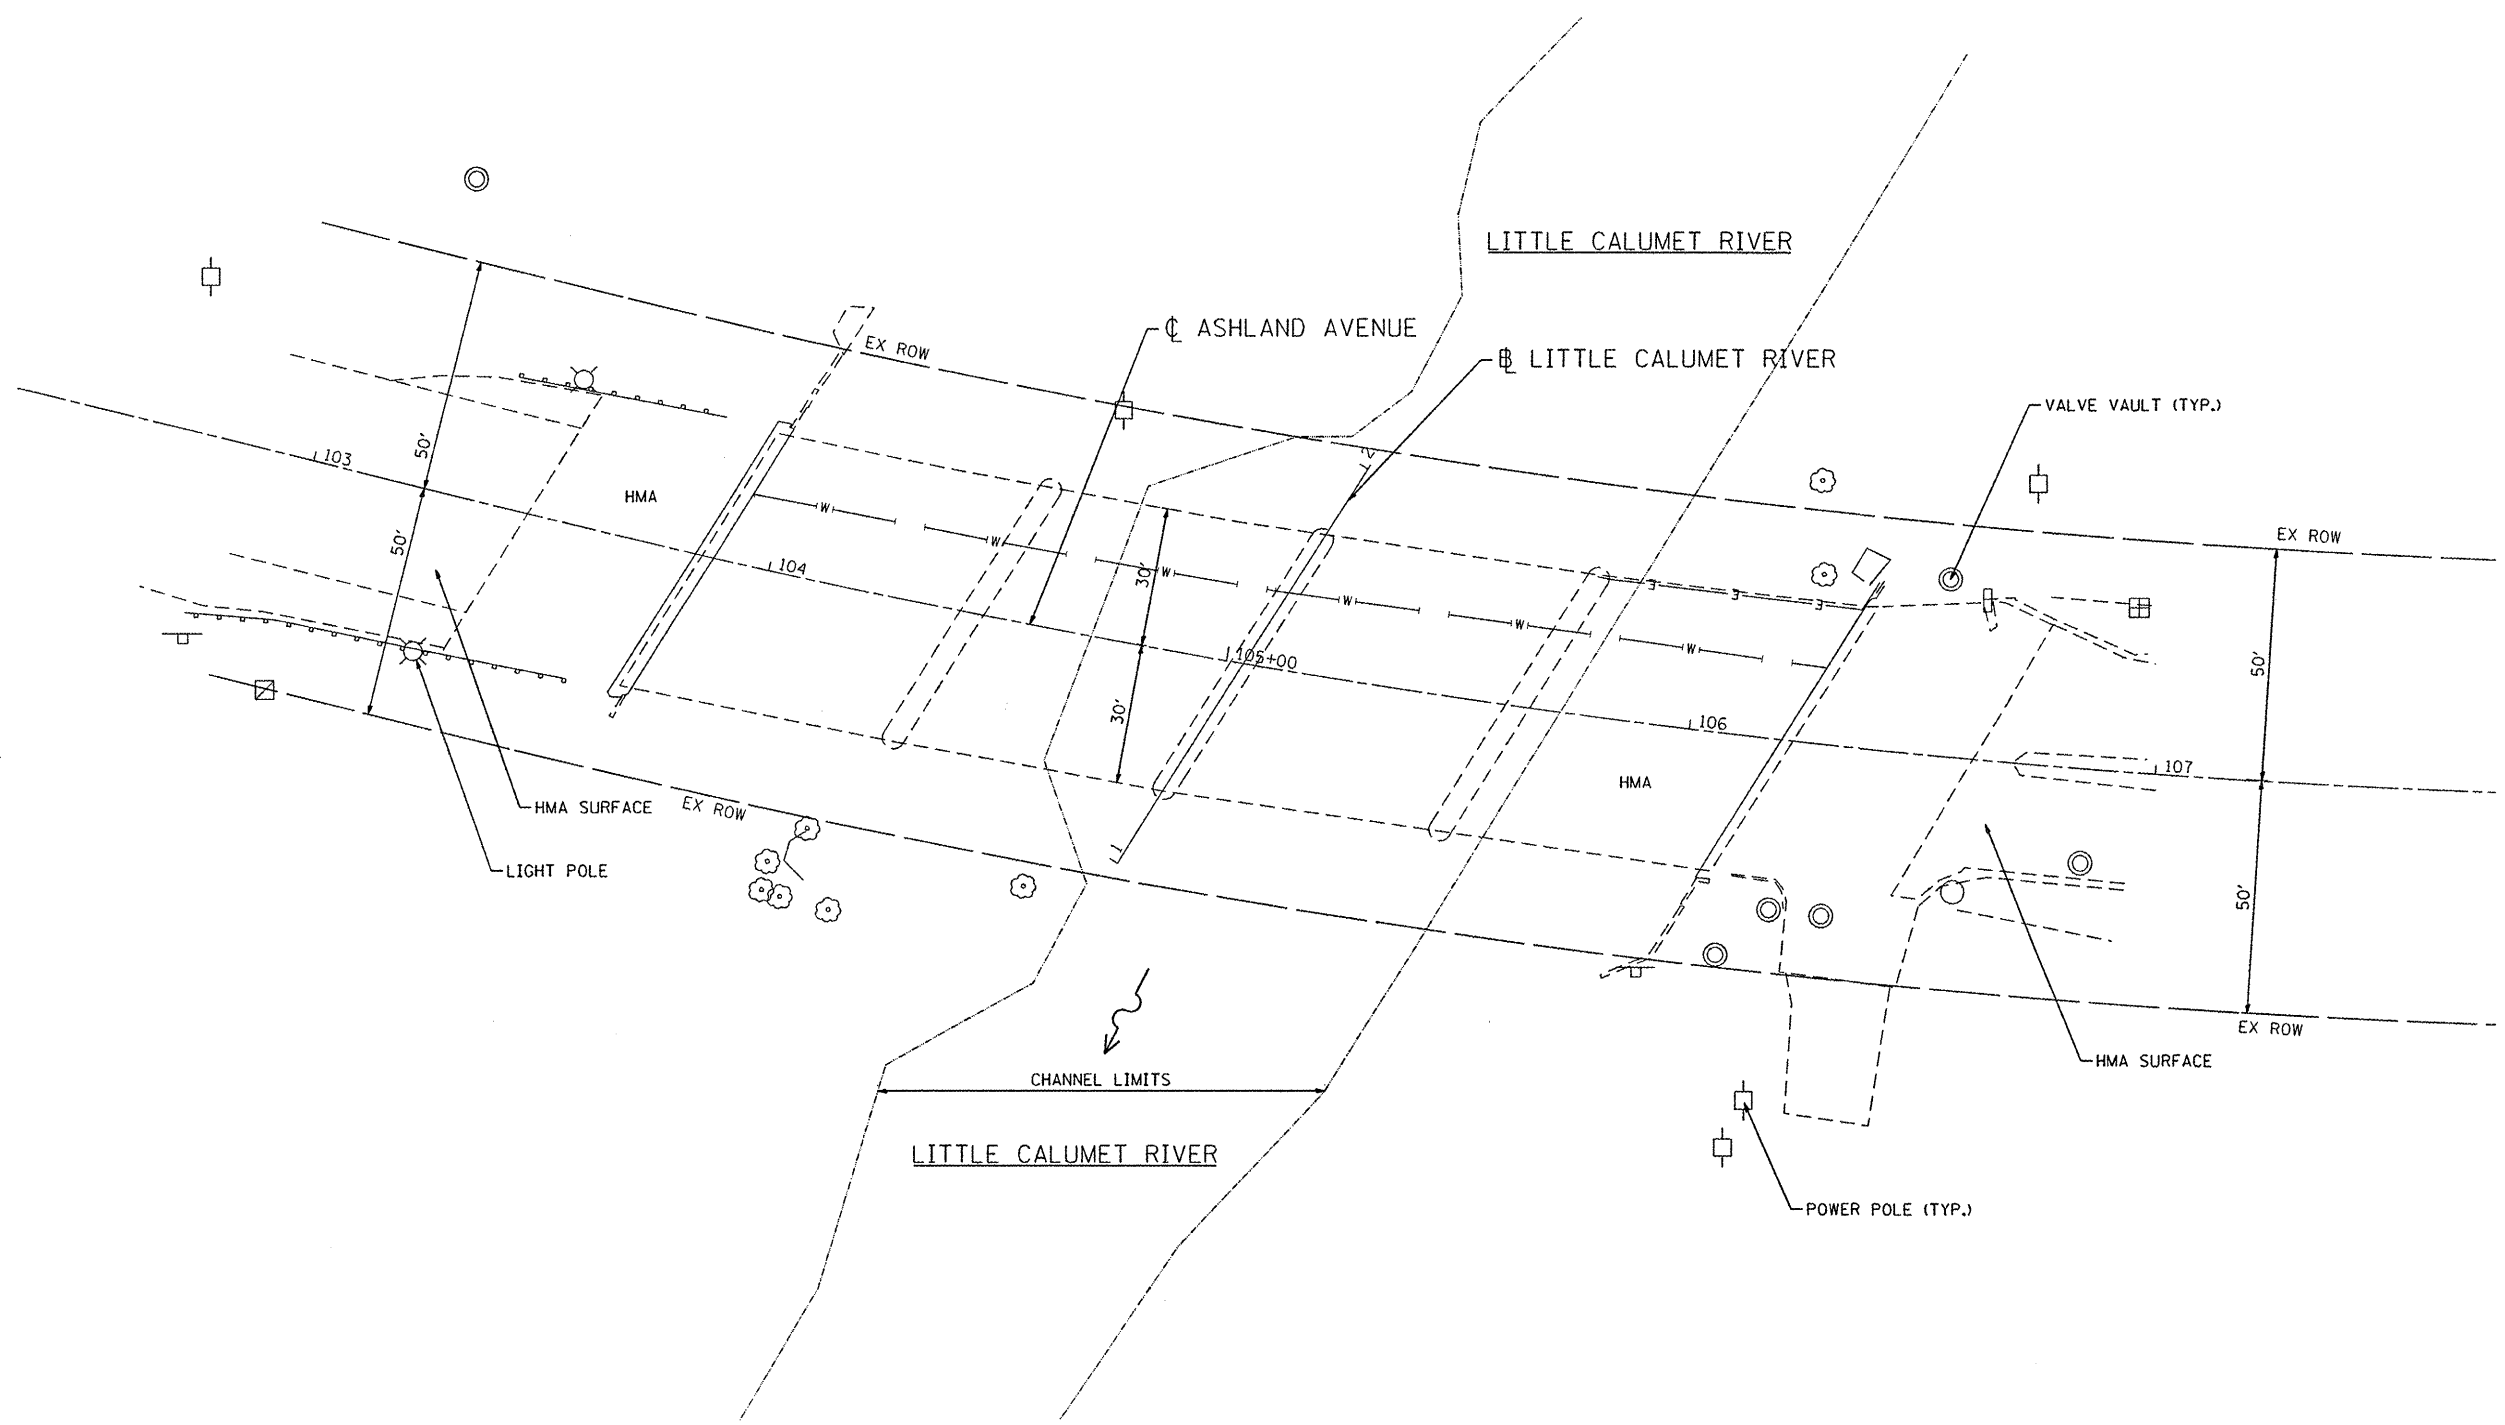 LITTLE CALUMET RIVER
℄ ASHLAND AVENUE
EX ROW
℄ LITTLE CALUMET RIVER
VALVE VAULT (TYP.)
50'
103
2
HMA
W W W W W W
EX ROW
104
50'
30'
105+00
50'
30'
106
107
HMA
HMA SURFACE
EX ROW
1
LIGHT POLE
50'
EX ROW
HMA SURFACE
CHANNEL LIMITS
LITTLE CALUMET RIVER
POWER POLE (TYP.)